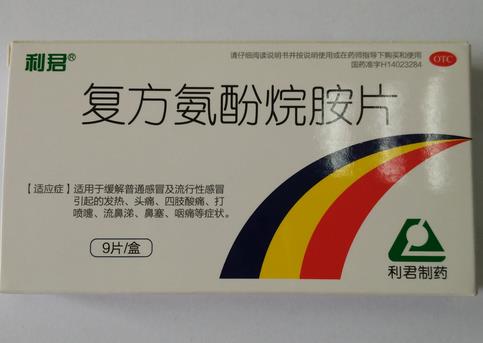 利君®
请仔细阅读说明书并按说明使用或在药师指导下购买和使用
国药准字H14023284
OTC
复方氨酚烷胺片
【适应症】适用于缓解普通感冒及流行性感冒
引起的发热、头痛、四肢酸痛、打
喷嚏、流鼻涕、鼻塞、咽痛等症状。
9片/盒
利君制药